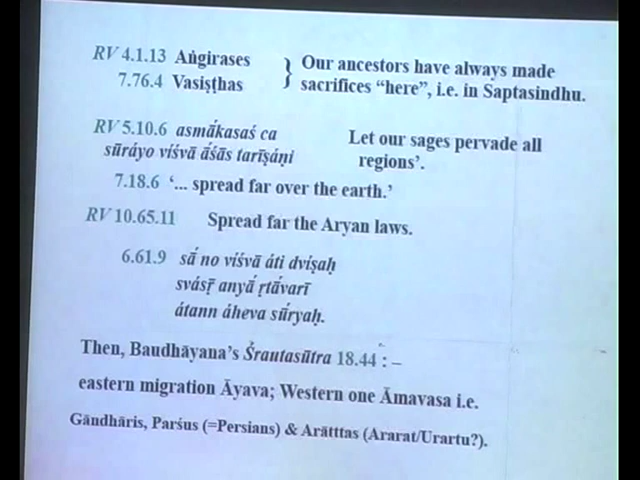 RV 4.1.13 Aṅgirases } Our ancestors have always made
7.76.4 Vasiṣṭhas sacrifices “here”, i.e. in Saptasindhu.
RV 5.10.6 asmā́kasaś ca Let our sages pervade all
sūráyo víśvā ā́śās tarīṣáṇi regions’.
7.18.6 ‘... spread far over the earth.’
RV 10.65.11 Spread far the Aryan laws.
6.61.9 sā́ no víśvā áti dvíṣaḥ
svásr̥̄ anyā́ ṛtā́varī
átann áheva sū́ryaḥ.
Then, Baudhāyana’s Śrautasūtra 18.44 : –
eastern migration Āyava; Western one Āmavasa i.e.
Gāndhāris, Parśus (=Persians) & Arātttas (Ararat/Urartu?).